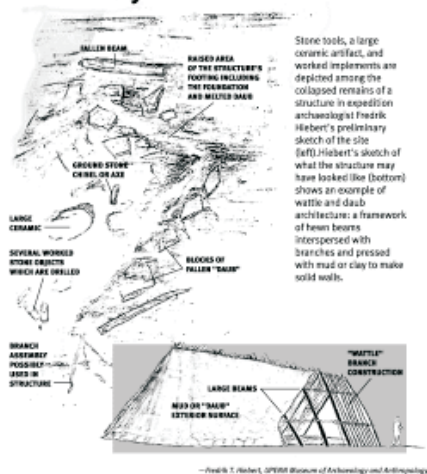 FALLEN BEAM
RAISED AREA
OF THE STRUCTURE'S
FOOTING INCLUDING
THE FOUNDATION
AND MELTED DAUB
GROUND STONE
CHISEL OR AXE
LARGE
CERAMIC
SEVERAL WORKED
STONE OBJECTS
WHICH ARE DRILLED
BLOCKS OF
FALLEN "DAUB"
BRANCH
ASSEMBLY
POSSIBLY
USED IN
STRUCTURE
Stone tools, a large
ceramic artifact, and
worked implements are
depicted among the
collapsed remains of a
structure in expedition
archaeologist Fredrik
Hiebert's preliminary
sketch of the site
(left).Hiebert's sketch of
what the structure may
have looked like (bottom)
shows an example of
wattle and daub
architecture: a framework
of hewn beams
interspersed with
branches and pressed
with mud or clay to make
solid walls.
"WATTLE"
BRANCH
CONSTRUCTION
LARGE BEAMS
MUD OR "DAUB"
EXTERIOR SURFACE
—Fredrik T. Hiebert, UPENN Museum of Archaeology and Anthropology